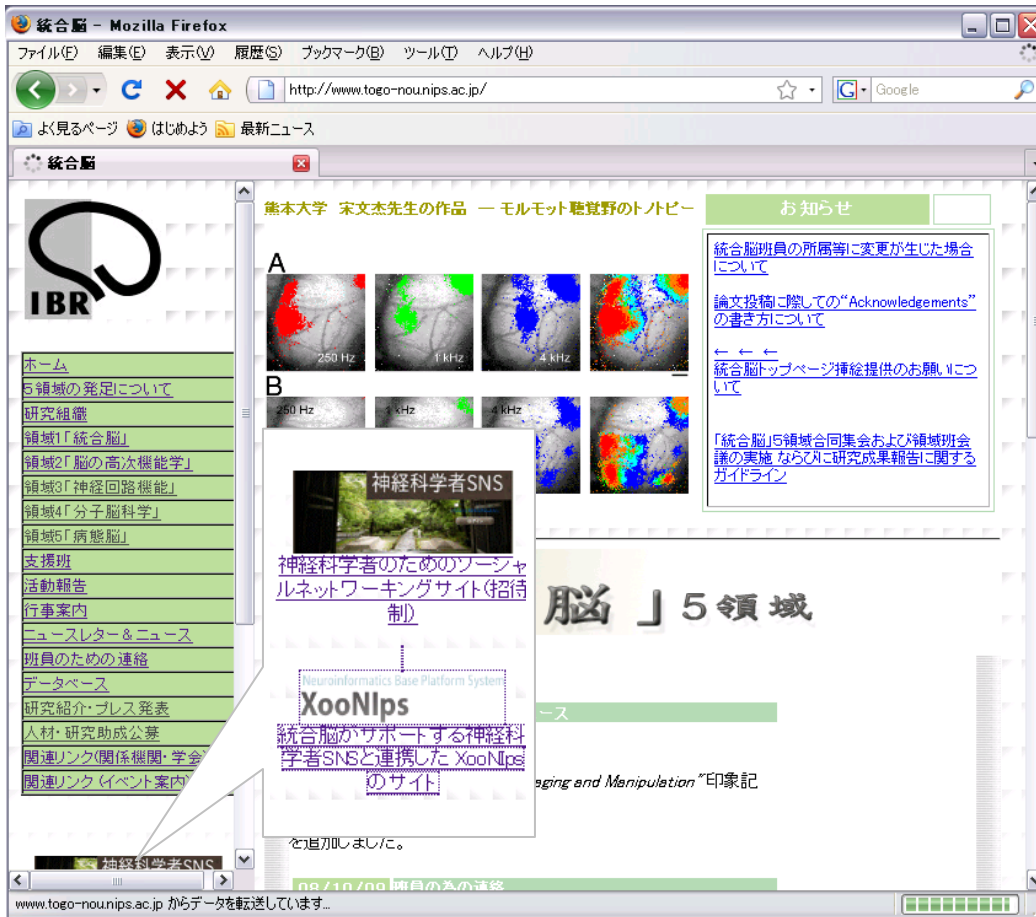 統合脳 - Mozilla Firefox
ファイル(F) 編集(E) 表示(V) 履歴(S) ブックマーク(B) ツール(T) ヘルプ(H)
http://www.togo-nou.nips.ac.jp/
G Google
よく見るページ はじめよう 最新ニュース
統合脳
IBR
ホーム
5領域の発足について
研究組織
領域1「統合脳」
領域2「脳の高次機能学」
領域3「神経回路機能」
領域4「分子脳科学」
領域5「病態脳」
支援班
活動報告
行事案内
ニュースレター&ニュース
班員のための連絡
データベース
研究紹介・プレス発表
人材・研究助成公募
関連リンク(関係機関・学会
関連リンク(イベント案内)
神経科学者SNS
熊本大学 宋文杰先生の作品 ― モルモット聴覚野のトノトピー
A
250 Hz 1 kHz 4 kHz
B
250 Hz 1 kHz 4 kHz
お知らせ
統合脳班員の所属等に変更が生じた場合
について
論文投稿に際しての“Acknowledgements”
の書き方について
← ← ←
統合脳トップページ挿絵提供のお願いにつ
いて
「統合脳」5領域合同集会および領域班会
議の実施 ならびに研究成果報告に関する
ガイドライン
神経科学者SNS
神経科学者のためのソーシャ
ルネットワーキングサイト(招待
制)
Neuroinformatics Base Platform System
XooNIps
統合脳がサポートする神経科
学者SNSと連携した XooNIps
のサイト
脳 」5領域
ース
aging and Manipulation”印象記
を追加しました。
08/10/09 班員の為の連絡
www.togo-nou.nips.ac.jp からデータを転送しています...